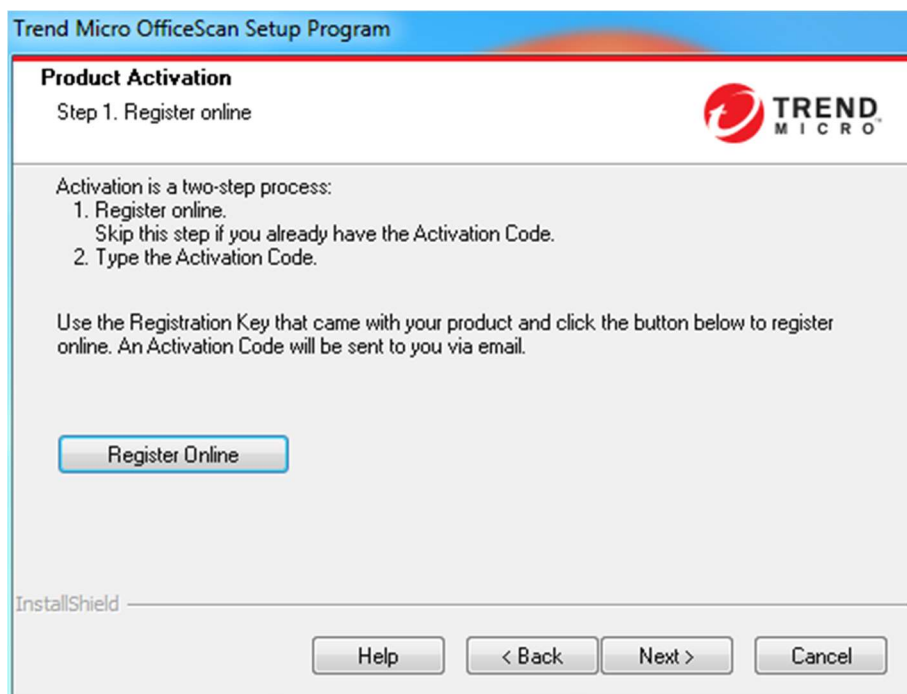 Trend Micro OfficeScan Setup Program
Product Activation
Step 1. Register online
TREND
MICRO™
Activation is a two-step process:
1. Register online.
Skip this step if you already have the Activation Code.
2. Type the Activation Code.
Use the Registration Key that came with your product and click the button below to register
online. An Activation Code will be sent to you via email.
Register Online
InstallShield
Help
< Back
Next >
Cancel